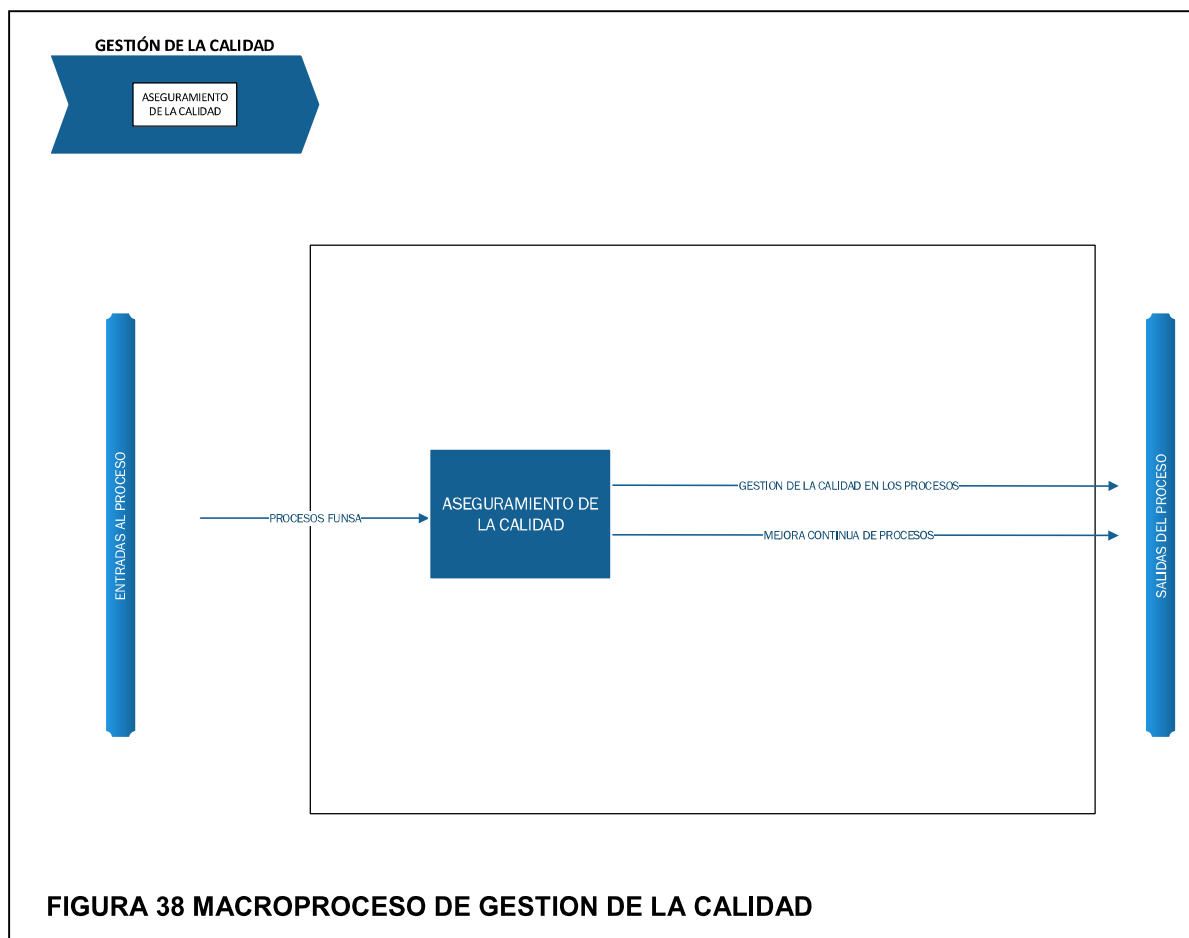 GESTIÓN DE LA CALIDAD
ASEGURAMIENTO
DE LA CALIDAD
ENTRADAS AL PROCESO
PROCESOS FUNSA
ASEGURAMIENTO DE
LA CALIDAD
GESTION DE LA CALIDAD EN LOS PROCESOS
MEJORA CONTINUA DE PROCESOS
SALIDAS DEL PROCESO
FIGURA 38 MACROPROCESO DE GESTION DE LA CALIDAD